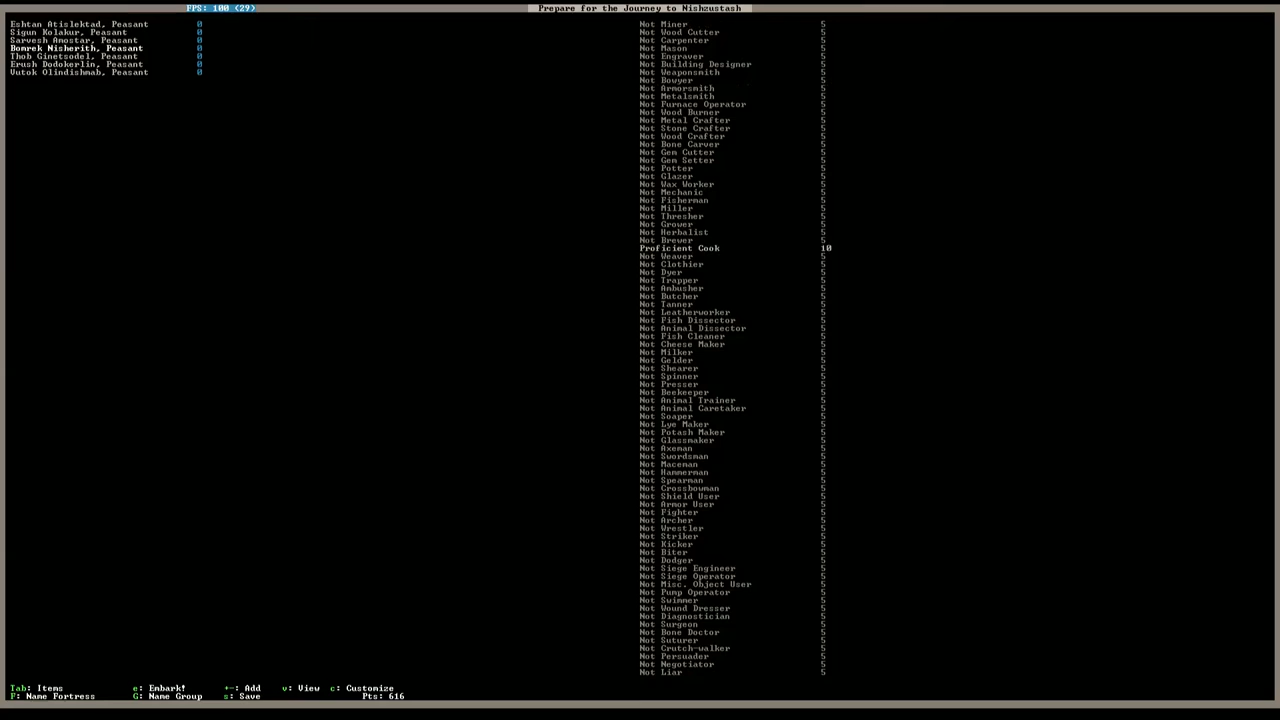 FPS: 100 (29)
Prepare for the Journey to Nishzustash
Eshtan Atislektad, Peasant 0
Sigun Kolakur, Peasant 0
Sarvesh Amostar, Peasant 0
Bomrek Nisherith, Peasant 0
Thob Ginetsodel, Peasant 0
Erush Dodokerlin, Peasant 0
Vutok Olindishmab, Peasant 0
Not Miner 5
Not Wood Cutter 5
Not Carpenter 5
Not Mason 5
Not Engraver 5
Not Building Designer 5
Not Weaponsmith 5
Not Bowyer 5
Not Armorsmith 5
Not Metalsmith 5
Not Furnace Operator 5
Not Wood Burner 5
Not Metal Crafter 5
Not Stone Crafter 5
Not Wood Crafter 5
Not Bone Carver 5
Not Gem Cutter 5
Not Gem Setter 5
Not Potter 5
Not Glazer 5
Not Wax Worker 5
Not Mechanic 5
Not Fisherman 5
Not Miller 5
Not Thresher 5
Not Grower 5
Not Herbalist 5
Not Brewer 5
Proficient Cook 10
Not Weaver 5
Not Clothier 5
Not Dyer 5
Not Trapper 5
Not Ambusher 5
Not Butcher 5
Not Tanner 5
Not Leatherworker 5
Not Fish Dissector 5
Not Animal Dissector 5
Not Fish Cleaner 5
Not Cheese Maker 5
Not Milker 5
Not Gelder 5
Not Shearer 5
Not Spinner 5
Not Presser 5
Not Beekeeper 5
Not Animal Trainer 5
Not Animal Caretaker 5
Not Soaper 5
Not Lye Maker 5
Not Potash Maker 5
Not Glassmaker 5
Not Axeman 5
Not Swordsman 5
Not Maceman 5
Not Hammerman 5
Not Spearman 5
Not Crossbowman 5
Not Shield User 5
Not Armor User 5
Not Fighter 5
Not Archer 5
Not Wrestler 5
Not Striker 5
Not Kicker 5
Not Biter 5
Not Dodger 5
Not Siege Engineer 5
Not Siege Operator 5
Not Misc. Object User 5
Not Pump Operator 5
Not Swimmer 5
Not Wound Dresser 5
Not Diagnostician 5
Not Surgeon 5
Not Bone Doctor 5
Not Suturer 5
Not Crutch-walker 5
Not Persuader 5
Not Negotiator 5
Not Liar 5
Tab: Items e: Embark! +-: Add v: View c: Customize
F: Name Fortress G: Name Group s: Save Pts: 616